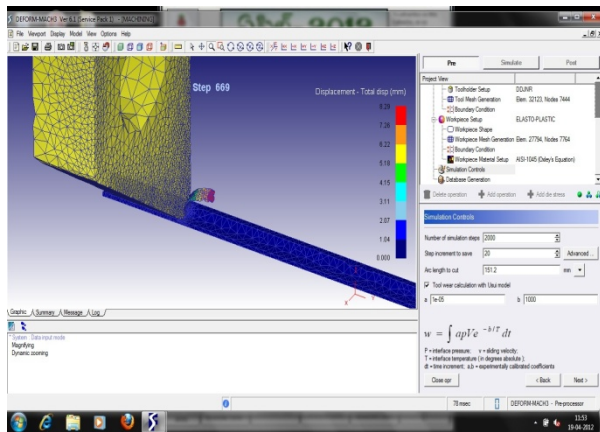 DEFORM-MACH3 Ver 6.1 (Service Pack 1) - [MACHINING]
File Viewport Display Model View Options Help
Step 669
Displacement - Total disp (mm)
8.29
7.26
6.22
5.18
4.15
3.11
2.07
1.04
0.000
Graphic Summary Message Log
* System : Data input mode
Magnifying
Dynamic zooming
Pre Simulate Post
Project View
Toolholder Setup DDJNR
Tool Mesh Generation Elem: 32123, Nodes 7444
Boundary Condition
Workpiece Setup ELASTO-PLASTIC
Workpiece Shape
Workpiece Mesh Generation Elem: 27794, Nodes 7764
Boundary Condition
Workpiece Material Setup AISI-1045 (Oxley's Equation)
Simulation Controls
Database Generation
Delete operation Add operation Add die stress
Simulation Controls
Number of simulation steps 2000
Step increment to save 20 Advanced ...
Arc length to cut 151.2 mm
Tool wear calculation with Usui model
a 1e-05 b 1000
w = ∫ apVe^(-b/T) dt
P = interface pressure; v = sliding velocity;
T = interface temperature (in degrees absolute);
dt = time increment; a,b = experimentally calibrated coefficients
Close opr < Back Next >
78 msec DEFORM-MACH3 - Pre-processor
11:53
19-04-2012